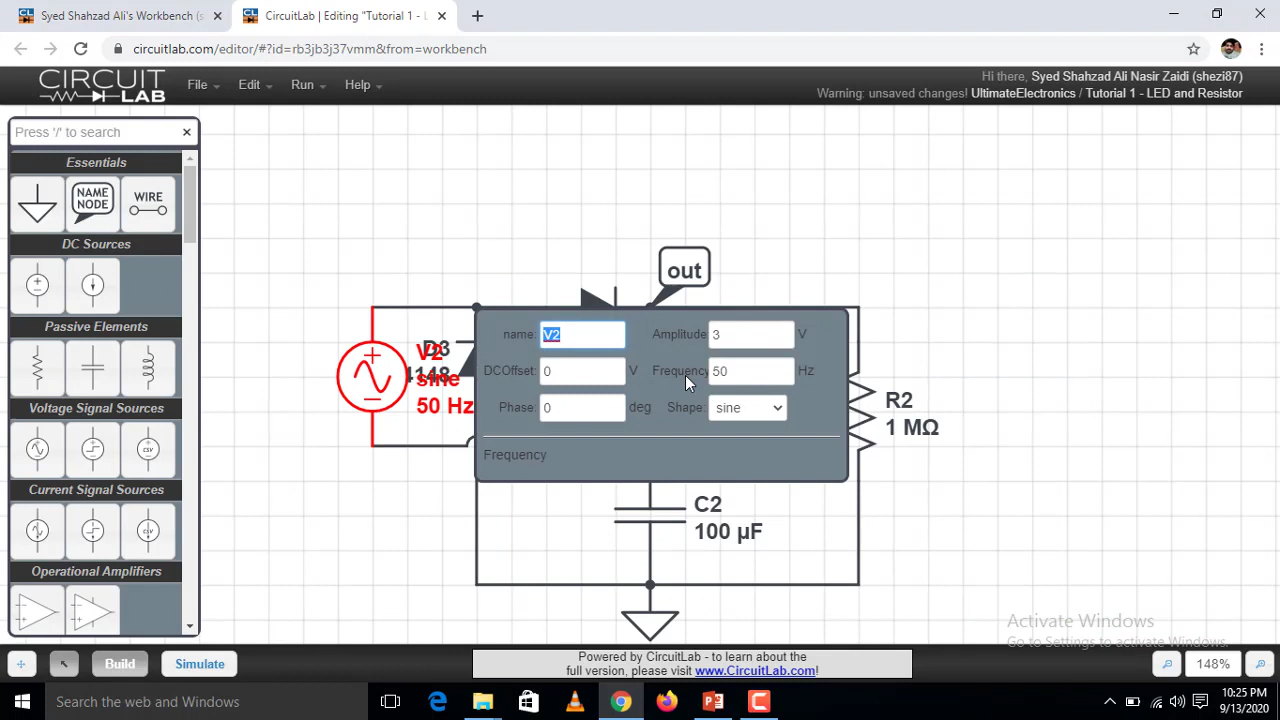 Syed Shahzad Ali's Workbench (s
CircuitLab | Editing "Tutorial 1 - L
circuitlab.com/editor/#?id=rb3jb3j37vmm&from=workbench
CIRCUIT
LAB
File
Edit
Run
Help
Hi there, Syed Shahzad Ali Nasir Zaidi (shezi87)
Warning: unsaved changes! UltimateElectronics / Tutorial 1 - LED and Resistor
Press '/' to search
Essentials
NAME
NODE
WIRE
DC Sources
Passive Elements
Voltage Signal Sources
CSV
Current Signal Sources
CSV
Operational Amplifiers
out
V2
sine
50 Hz
D3
4148
name: V2
Amplitude: 3 V
DCOffset: 0 V
Frequency 50 Hz
Phase: 0 deg
Shape: sine
Frequency
R2
1 MΩ
C2
100 µF
Activate Windows
Go to Settings to activate Windows.
Build
Simulate
Powered by CircuitLab - to learn about the
full version, please visit www.CircuitLab.com!
148%
Search the web and Windows
10:25 PM
9/13/2020